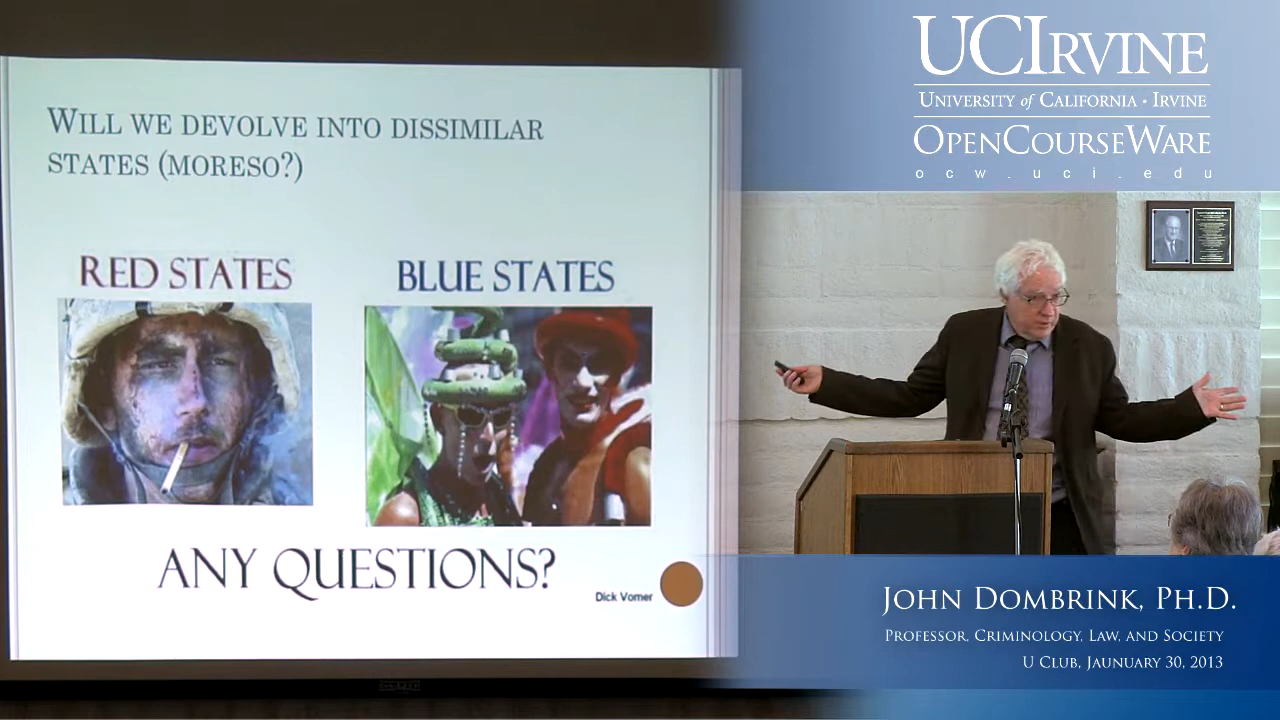 WILL WE DEVOLVE INTO DISSIMILAR
STATES (MORESO?)
RED STATES
BLUE STATES
ANY QUESTIONS?
Dick Vomer
UCIRVINE
UNIVERSITY of CALIFORNIA · IRVINE
OPENCOURSEWARE
ocw.uci.edu
JOHN DOMBRINK, PH.D.
PROFESSOR, CRIMINOLOGY, LAW, AND SOCIETY
U CLUB, JAUNUARY 30, 2013